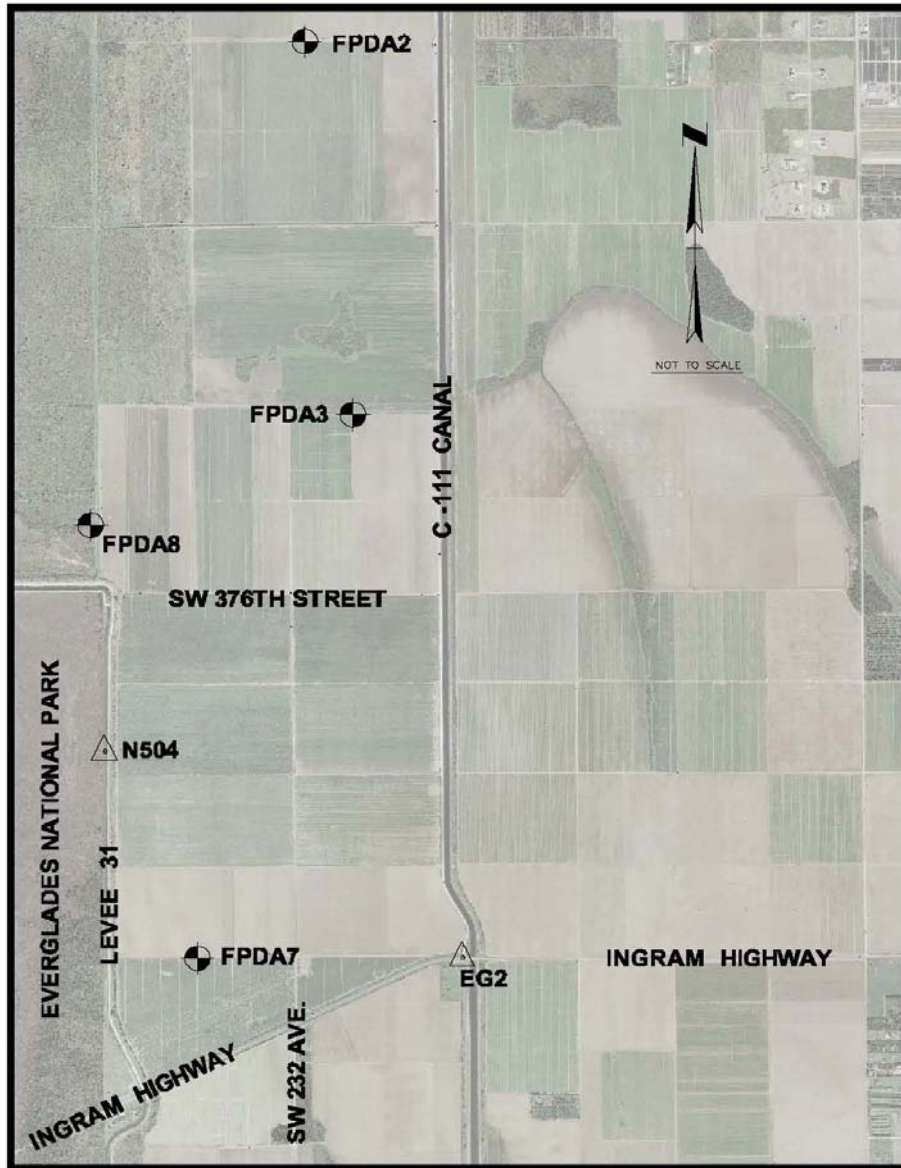 FPDA2
NOT TO SCALE
FPDA3
C -111 CANAL
FPDA8
SW 376TH STREET
EVERGLADES NATIONAL PARK
N504
LEVEE 31
FPDA7
EG2
INGRAM HIGHWAY
SW 232 AVE.
INGRAM HIGHWAY